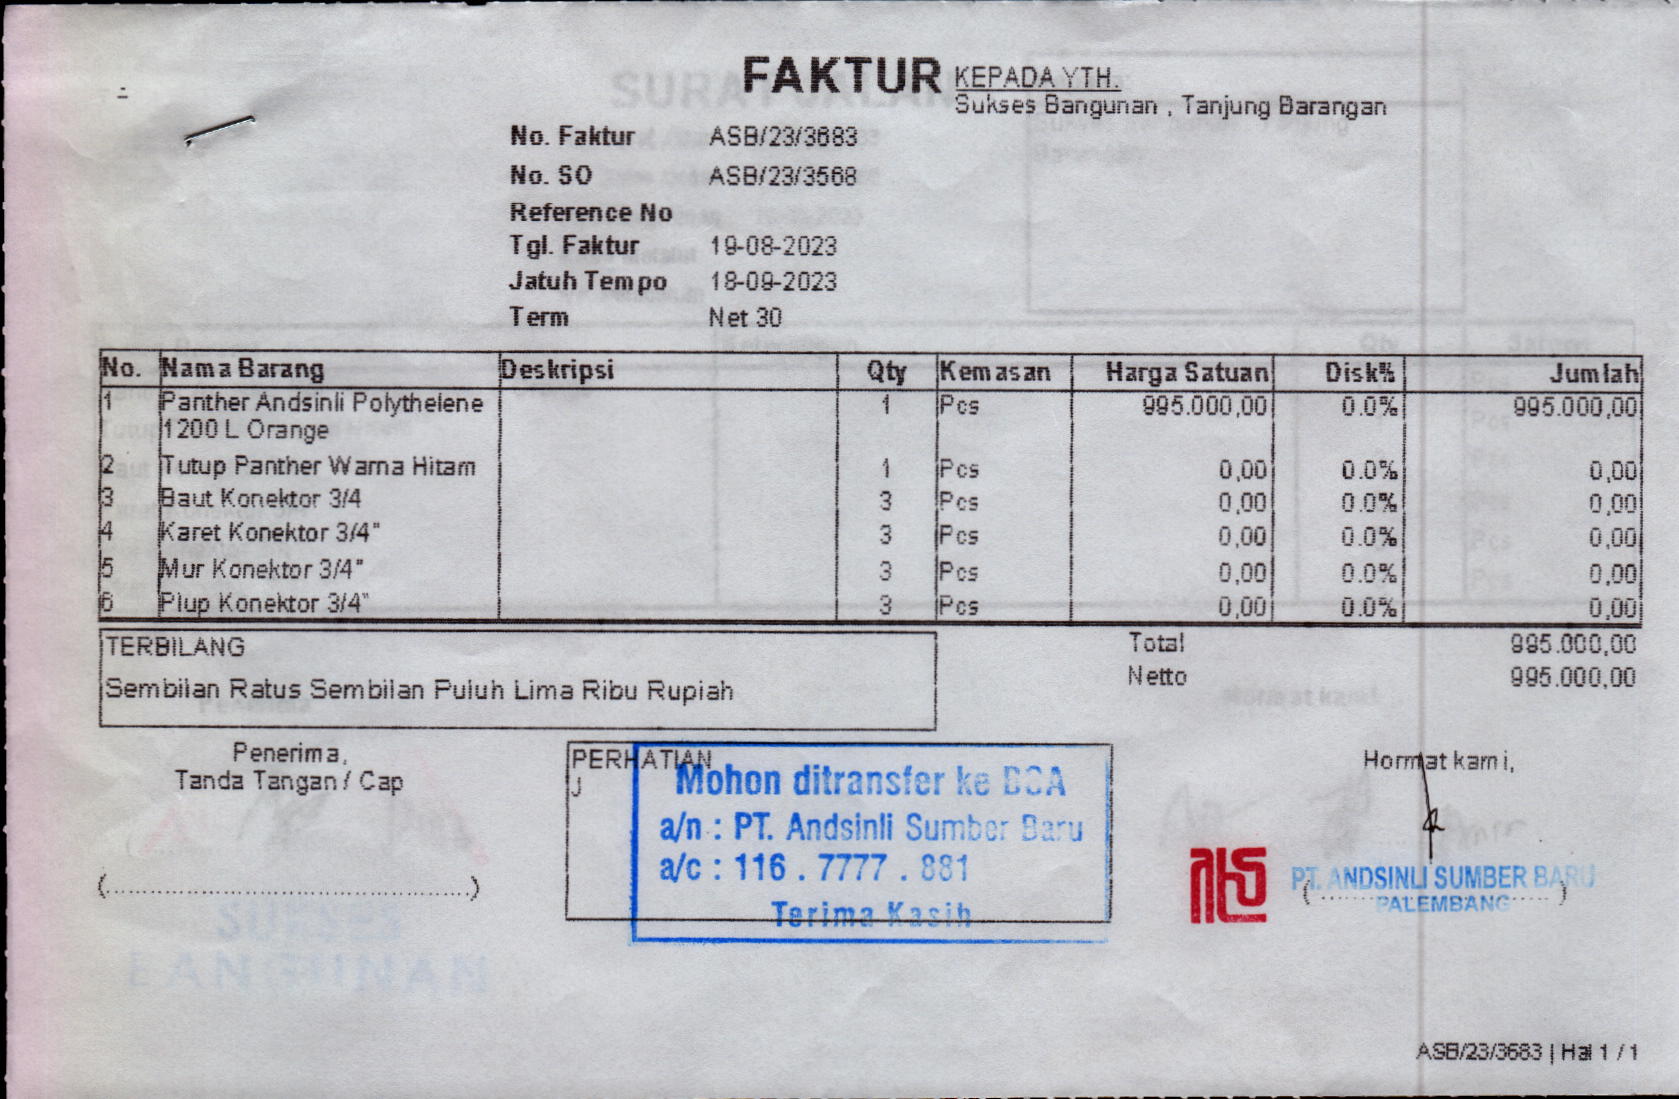 FAKTUR
KEPADA YTH.
Sukses Bangunan , Tanjung Barangan
No. Faktur ASB/23/3683
No. SO ASB/23/3568
Reference No
Tgl. Faktur 19-08-2023
Jatuh Tempo 18-09-2023
Term Net 30
No. Nama Barang Deskripsi Qty Kemasan Harga Satuan Disk% Jumlah
1 Panther Andsinli Polythelene 1 Pcs 995.000,00 0.0% 995.000,00
1200 L Orange
2 Tutup Panther Warna Hitam 1 Pcs 0,00 0.0% 0,00
3 Baut Konektor 3/4 3 Pcs 0,00 0.0% 0,00
4 Karet Konektor 3/4" 3 Pcs 0,00 0.0% 0,00
5 Mur Konektor 3/4" 3 Pcs 0,00 0.0% 0,00
6 Plup Konektor 3/4" 3 Pcs 0,00 0.0% 0,00
TERBILANG
Sembilan Ratus Sembilan Puluh Lima Ribu Rupiah
Total 995.000,00
Netto 995.000,00
Penerima,
Tanda Tangan / Cap
(....................................................)
PERHATIAN
J
Mohon ditransfer ke BCA
a/n : PT. Andsinli Sumber Baru
a/c : 116 . 7777 . 881
Terima Kasih
Hormat kami,
PT. ANDSINLI SUMBER BARU
PALEMBANG
SUKSES
BANGUNAN
ASB/23/3683 | Hal 1 / 1